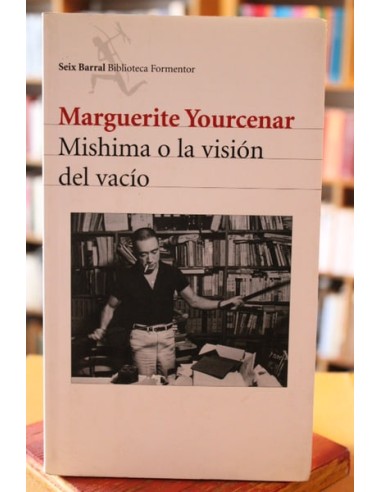 Seix Barral Biblioteca Formentor
Marguerite Yourcenar
Mishima o la visión
del vacío